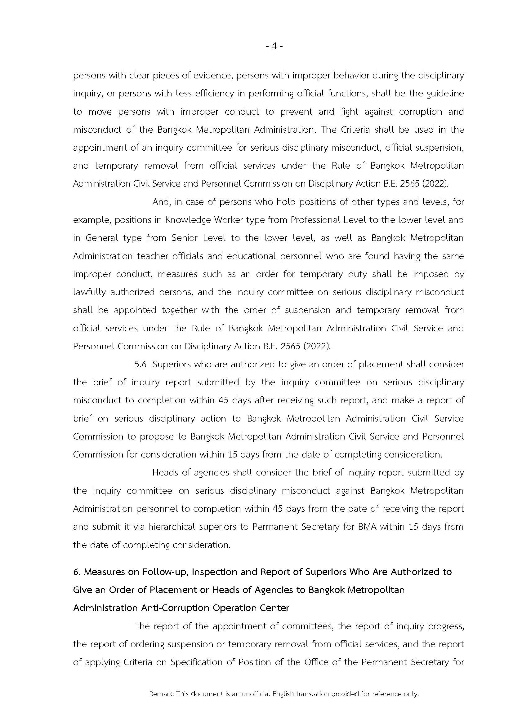 - 4 -
persons with clear pieces of evidence, persons with improper behavior during the disciplinary
inquiry, or persons with less efficiency in performing official functions, shall be the guideline
to move persons with improper conduct to prevent and fight against corruption and
misconduct of the Bangkok Metropolitan Administration. The Criteria shall be used in the
appointment of an inquiry committee for serious disciplinary misconduct, official suspension,
and temporary removal from official services under the Rule of Bangkok Metropolitan
Administration Civil Service and Personnel Commission on Disciplinary Action B.E. 2565 (2022).
And, in case of persons who hold positions of other types and levels, for
example, positions in Knowledge Worker type from Professional Level to the lower level and
in General type from Senior Level to the lower level, as well as Bangkok Metropolitan
Administration teacher officials and educational personnel who are found having the same
improper conduct, measures such as an order for temporary duty shall be imposed by
lawfully authorized persons, and the inquiry committee on serious disciplinary misconduct
shall be appointed together with the order of suspension and temporary removal from
official services under the Rule of Bangkok Metropolitan Administration Civil Service and
Personnel Commission on Disciplinary Action B.E. 2565 (2022).
5.6 Superiors who are authorized to give an order of placement shall consider
the brief of inquiry report submitted by the inquiry committee on serious disciplinary
misconduct to completion within 45 days after receiving such report, and make a report of
brief on serious disciplinary action to Bangkok Metropolitan Administration Civil Service
Commission to propose to Bangkok Metropolitan Administration Civil Service and Personnel
Commission for consideration within 15 days from the date of completing consideration.
Heads of agencies shall consider the brief of inquiry report submitted by
the inquiry committee on serious disciplinary misconduct against Bangkok Metropolitan
Administration personnel to completion within 45 days from the date of receiving the report
and submit it via hierarchical superiors to Permanent Secretary for BMA within 15 days from
the date of completing consideration.
6. Measures on Follow-up, Inspection and Report of Superiors Who Are Authorized to
Give an Order of Placement or Heads of Agencies to Bangkok Metropolitan
Administration Anti-Corruption Operation Center
The report of the appointment of committees, the report of inquiry progress,
the report of ordering suspension or temporary removal from official services, and the report
of applying Criteria on Specification of Position of the Office of the Permanent Secretary for
Remark: This document is an unofficial English translation provided for reference only.